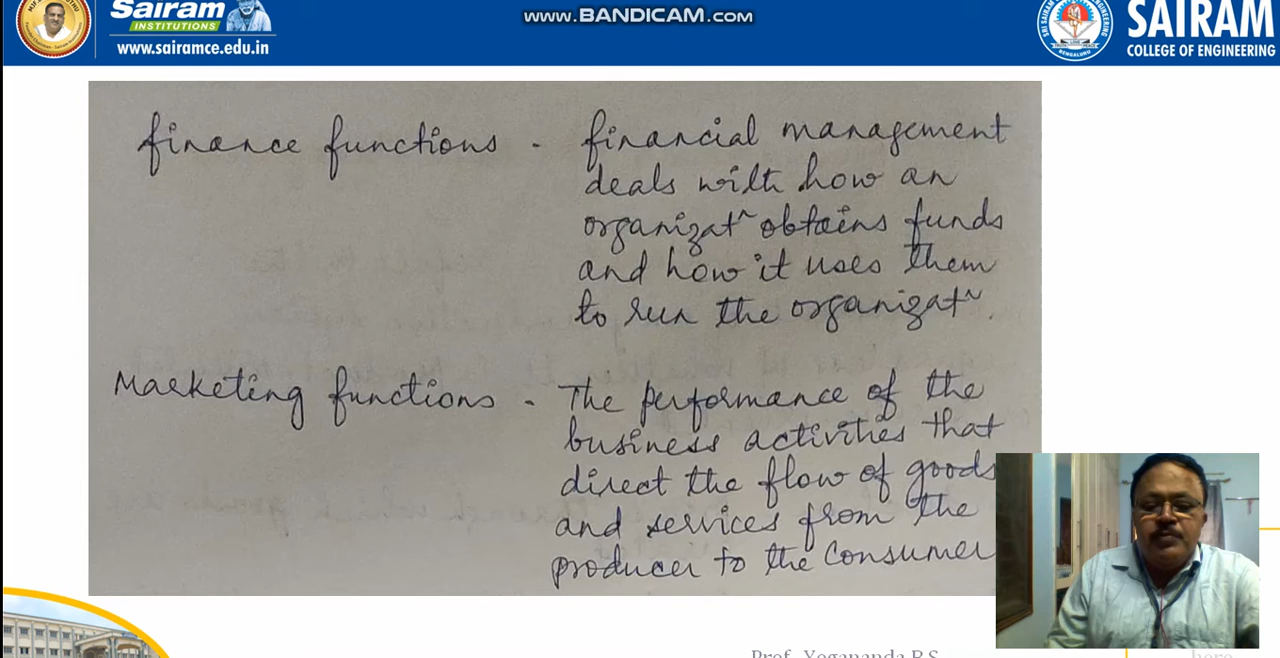 WWW.BANDICAM.COM
Sairam
INSTITUTIONS
www.sairamce.edu.in
SAIRAM
COLLEGE OF ENGINEERING
finance functions - financial management
deals with how an
organizatⁿ obtains funds
and how it uses them
to run the organizatⁿ.
Marketing functions - The performance of the
business activities that
direct the flow of goods
and services from the
producer to the consumer
Prof. Yogananda B S
here